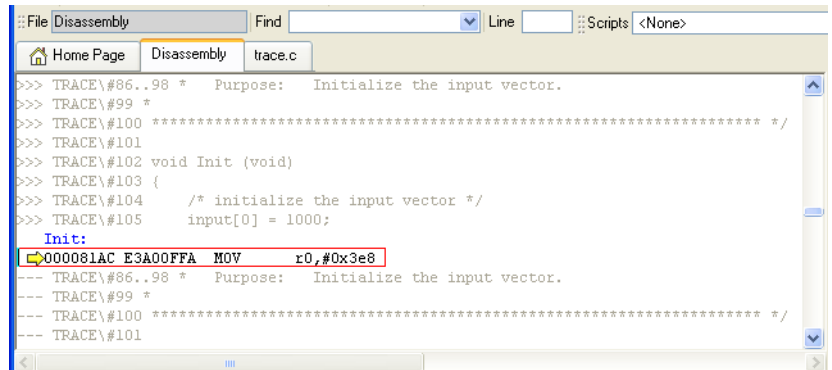 File Disassembly Find Line Scripts <None>
Home Page Disassembly trace.c
>>> TRACE\#86..98 *   Purpose:   Initialize the input vector.
>>> TRACE\#99 *
>>> TRACE\#100 ******************************************************************** */
>>> TRACE\#101
>>> TRACE\#102 void Init (void)
>>> TRACE\#103 {
>>> TRACE\#104     /* initialize the input vector */
>>> TRACE\#105     input[0] = 1000;
Init:
000081AC E3A00FFA  MOV      r0,#0x3e8
--- TRACE\#86..98 *   Purpose:   Initialize the input vector.
--- TRACE\#99 *
--- TRACE\#100 ******************************************************************** */
--- TRACE\#101